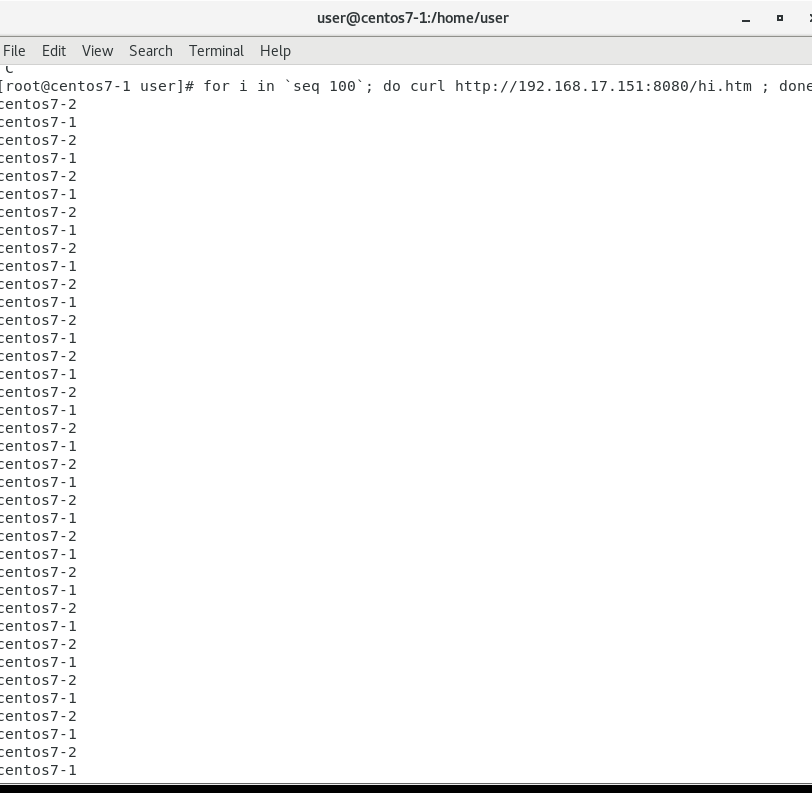 user@centos7-1:/home/user
File Edit View Search Terminal Help
^C
[root@centos7-1 user]# for i in `seq 100`; do curl http://192.168.17.151:8080/hi.htm ; done
centos7-2
centos7-1
centos7-2
centos7-1
centos7-2
centos7-1
centos7-2
centos7-1
centos7-2
centos7-1
centos7-2
centos7-1
centos7-2
centos7-1
centos7-2
centos7-1
centos7-2
centos7-1
centos7-2
centos7-1
centos7-2
centos7-1
centos7-2
centos7-1
centos7-2
centos7-1
centos7-2
centos7-1
centos7-2
centos7-1
centos7-2
centos7-1
centos7-2
centos7-1
centos7-2
centos7-1
centos7-2
centos7-1